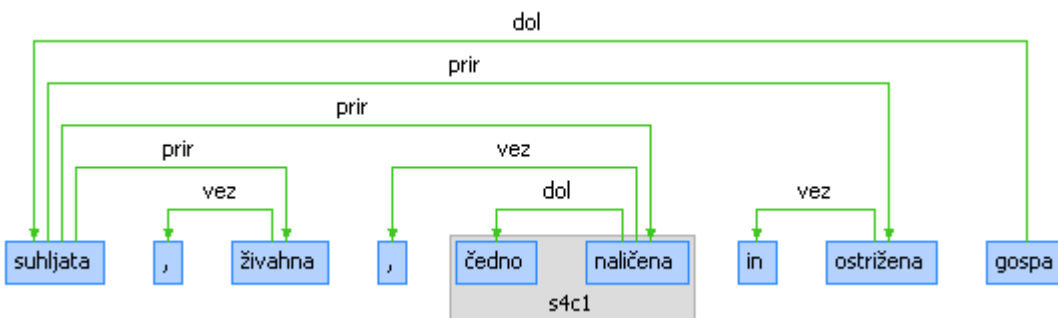 dol
prir
prir
prir vez
vez dol vez
suhljata , živahna , čedno naličena in ostrižena gospa
s4c1